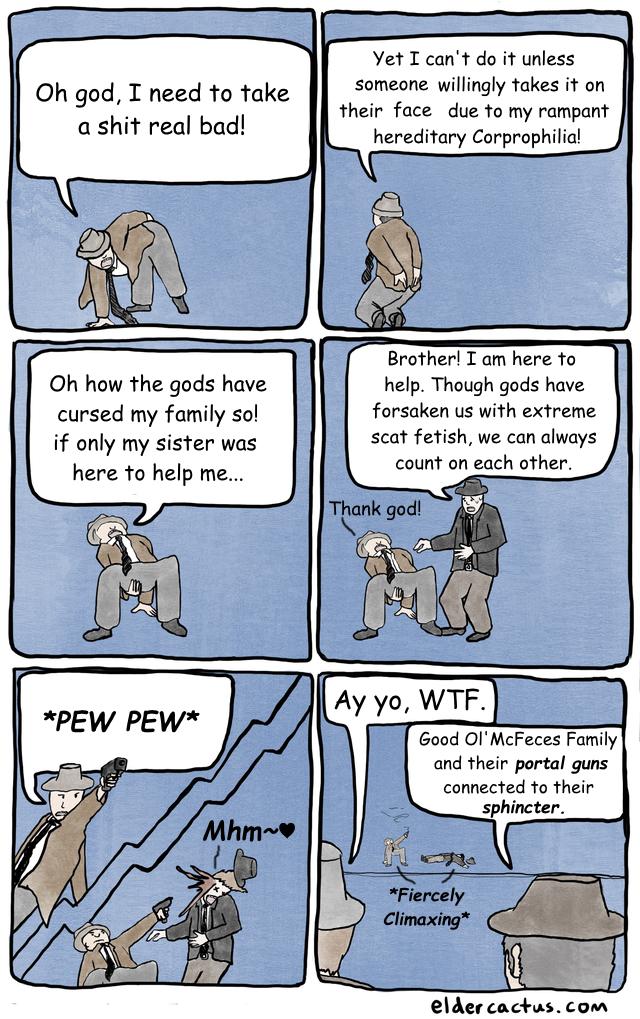 Oh god, I need to take
a shit real bad!
Yet I can't do it unless
someone willingly takes it on
their face due to my rampant
hereditary Corprophilia!
Oh how the gods have
cursed my family so!
if only my sister was
here to help me...
Brother! I am here to
help. Though gods have
forsaken us with extreme
scat fetish, we can always
count on each other.
Thank god!
*PEW PEW*
Mhm~♥
Ay yo, WTF.
Good Ol'McFeces Family
and their portal guns
connected to their
sphincter.
*Fiercely
Climaxing*
eldercactus.com